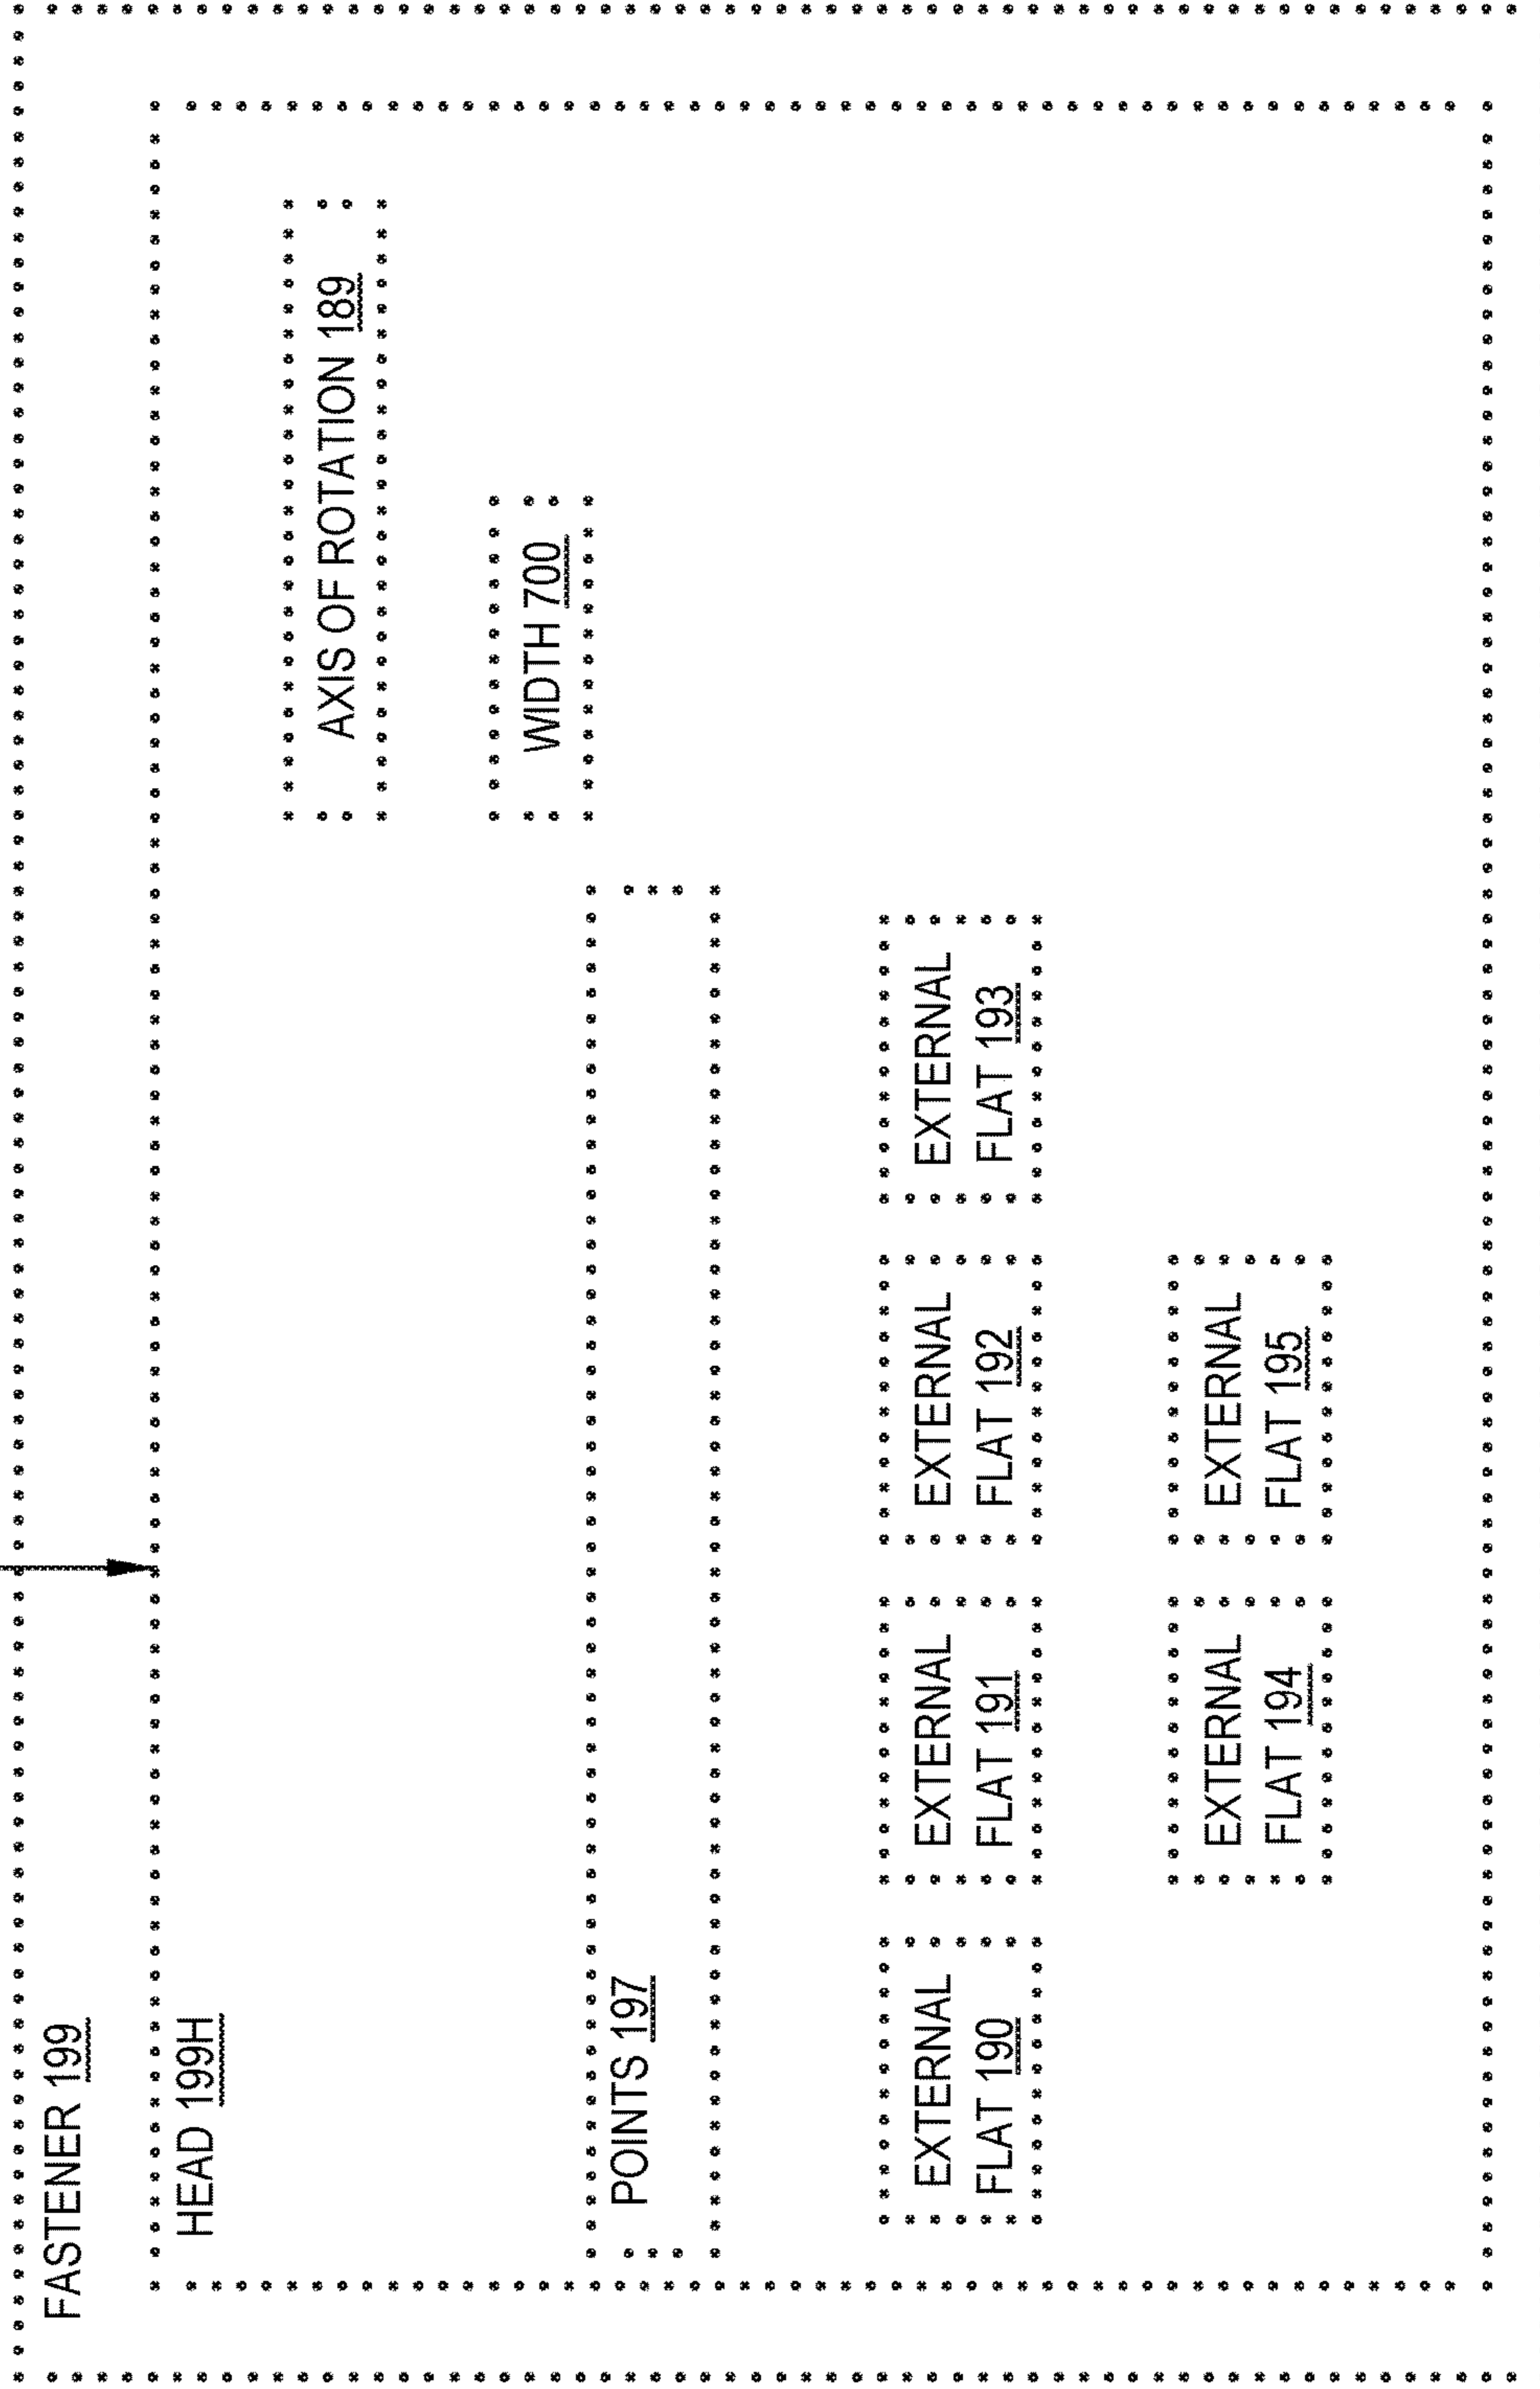 FASTENER 199
HEAD 199H
AXIS OF ROTATION 189
WIDTH 700
POINTS 197
EXTERNAL
FLAT 190
EXTERNAL
FLAT 191
EXTERNAL
FLAT 192
EXTERNAL
FLAT 193
EXTERNAL
FLAT 194
EXTERNAL
FLAT 195